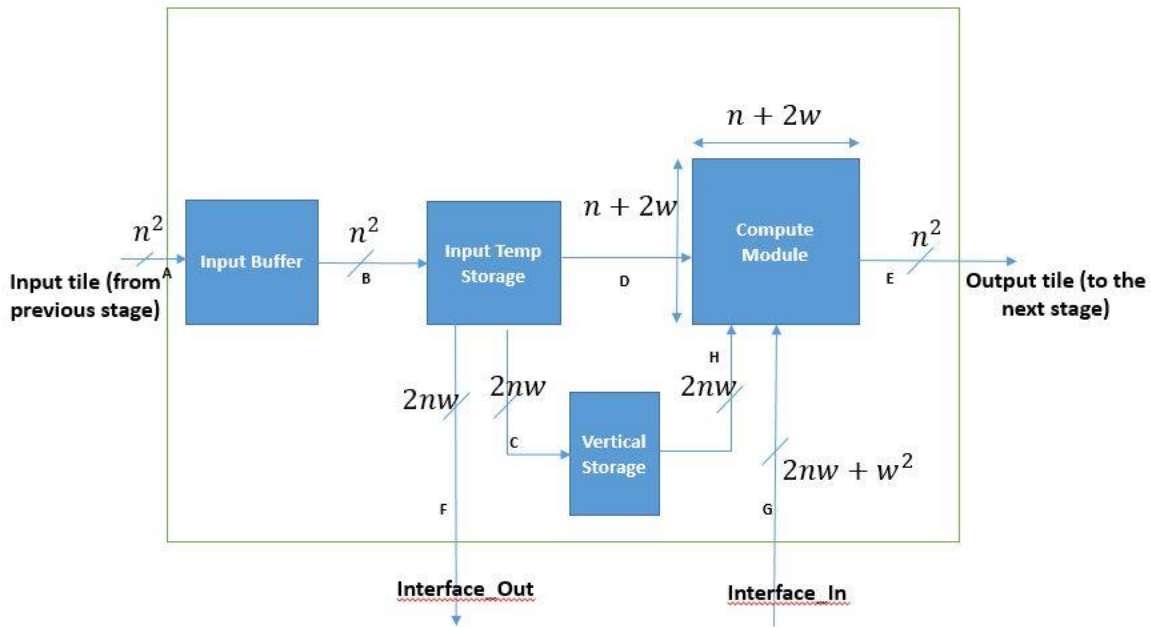 n + 2w
n²
Input tile (from
previous stage)
A
Input Buffer
n²
B
Input Temp
Storage
n + 2w
D
Compute
Module
n²
E
Output tile (to the
next stage)
2nw
2nw
C
F
Vertical
Storage
H
2nw
2nw + w²
G
Interface_Out
Interface_In